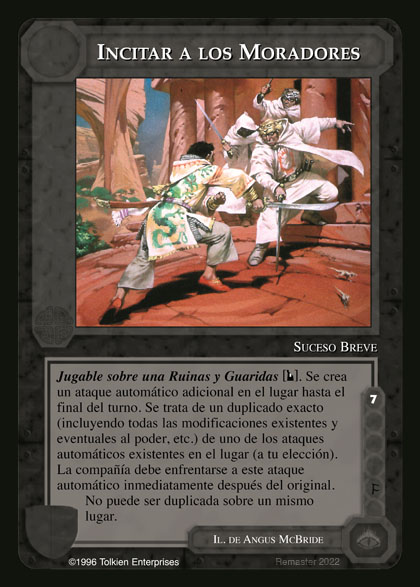 INCITAR A LOS MORADORES
SUCESO BREVE
Jugable sobre una Ruinas y Guaridas []. Se crea
un ataque automático adicional en el lugar hasta el
final del turno. Se trata de un duplicado exacto
(incluyendo todas las modificaciones existentes y
eventuales al poder, etc.) de uno de los ataques
automáticos existentes en el lugar (a tu elección).
La compañía debe enfrentarse a este ataque
automático inmediatamente después del original.
No puede ser duplicada sobre un mismo
lugar.
7
IL. DE ANGUS MCBRIDE
©1996 Tolkien Enterprises
Remaster 2022